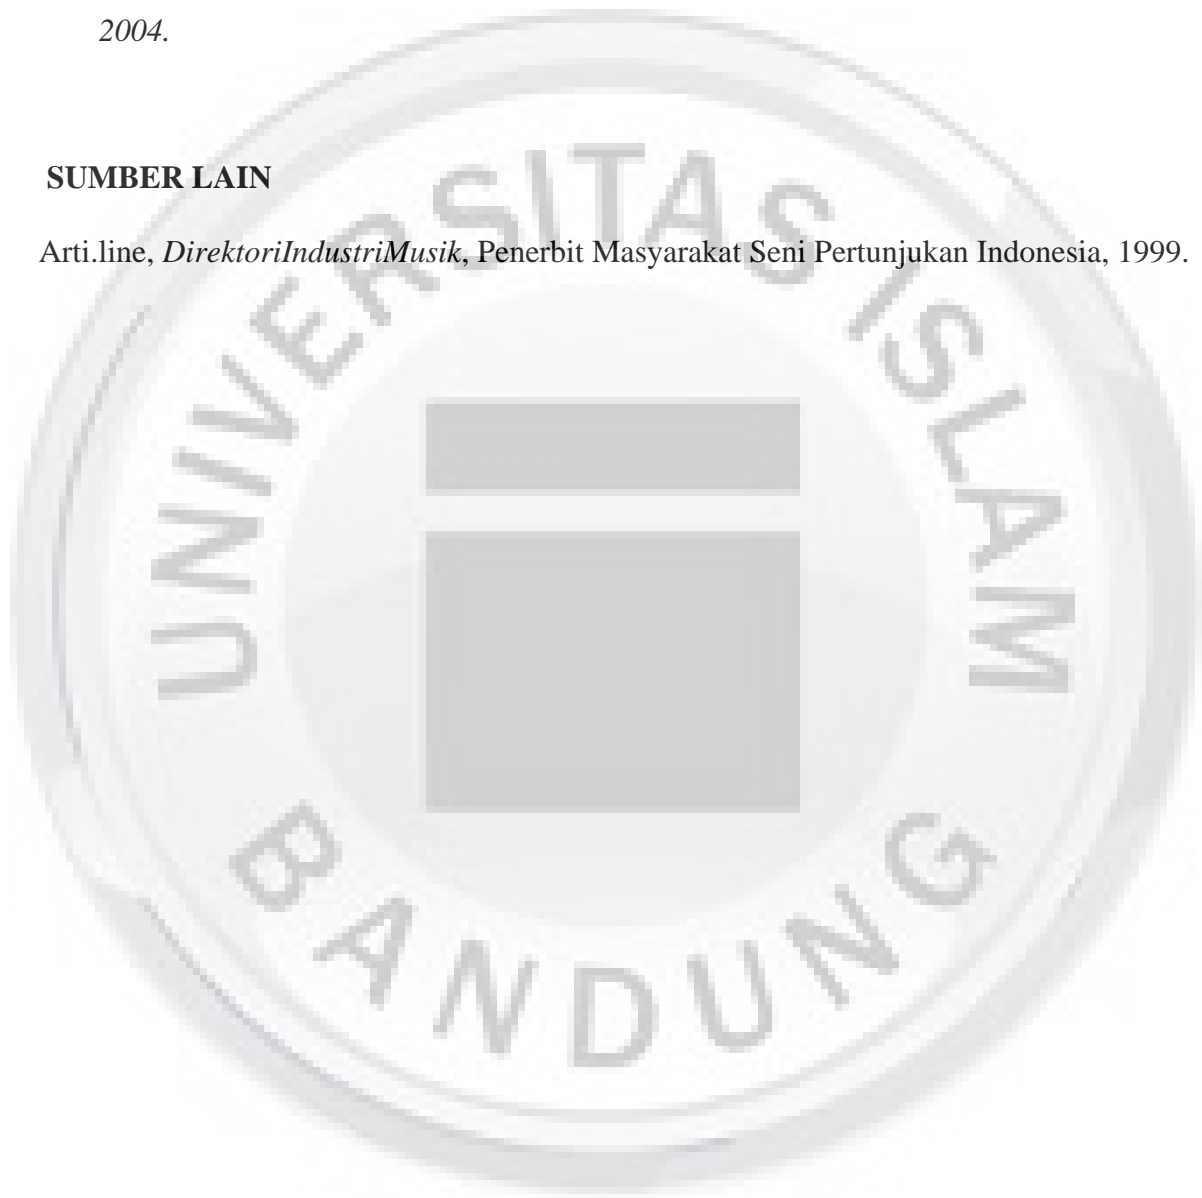 2004.
SUMBER LAIN
Arti.line, DirektoriIndustriMusik, Penerbit Masyarakat Seni Pertunjukan Indonesia, 1999.
UNIVERSITAS ISLAM
BANDUNG